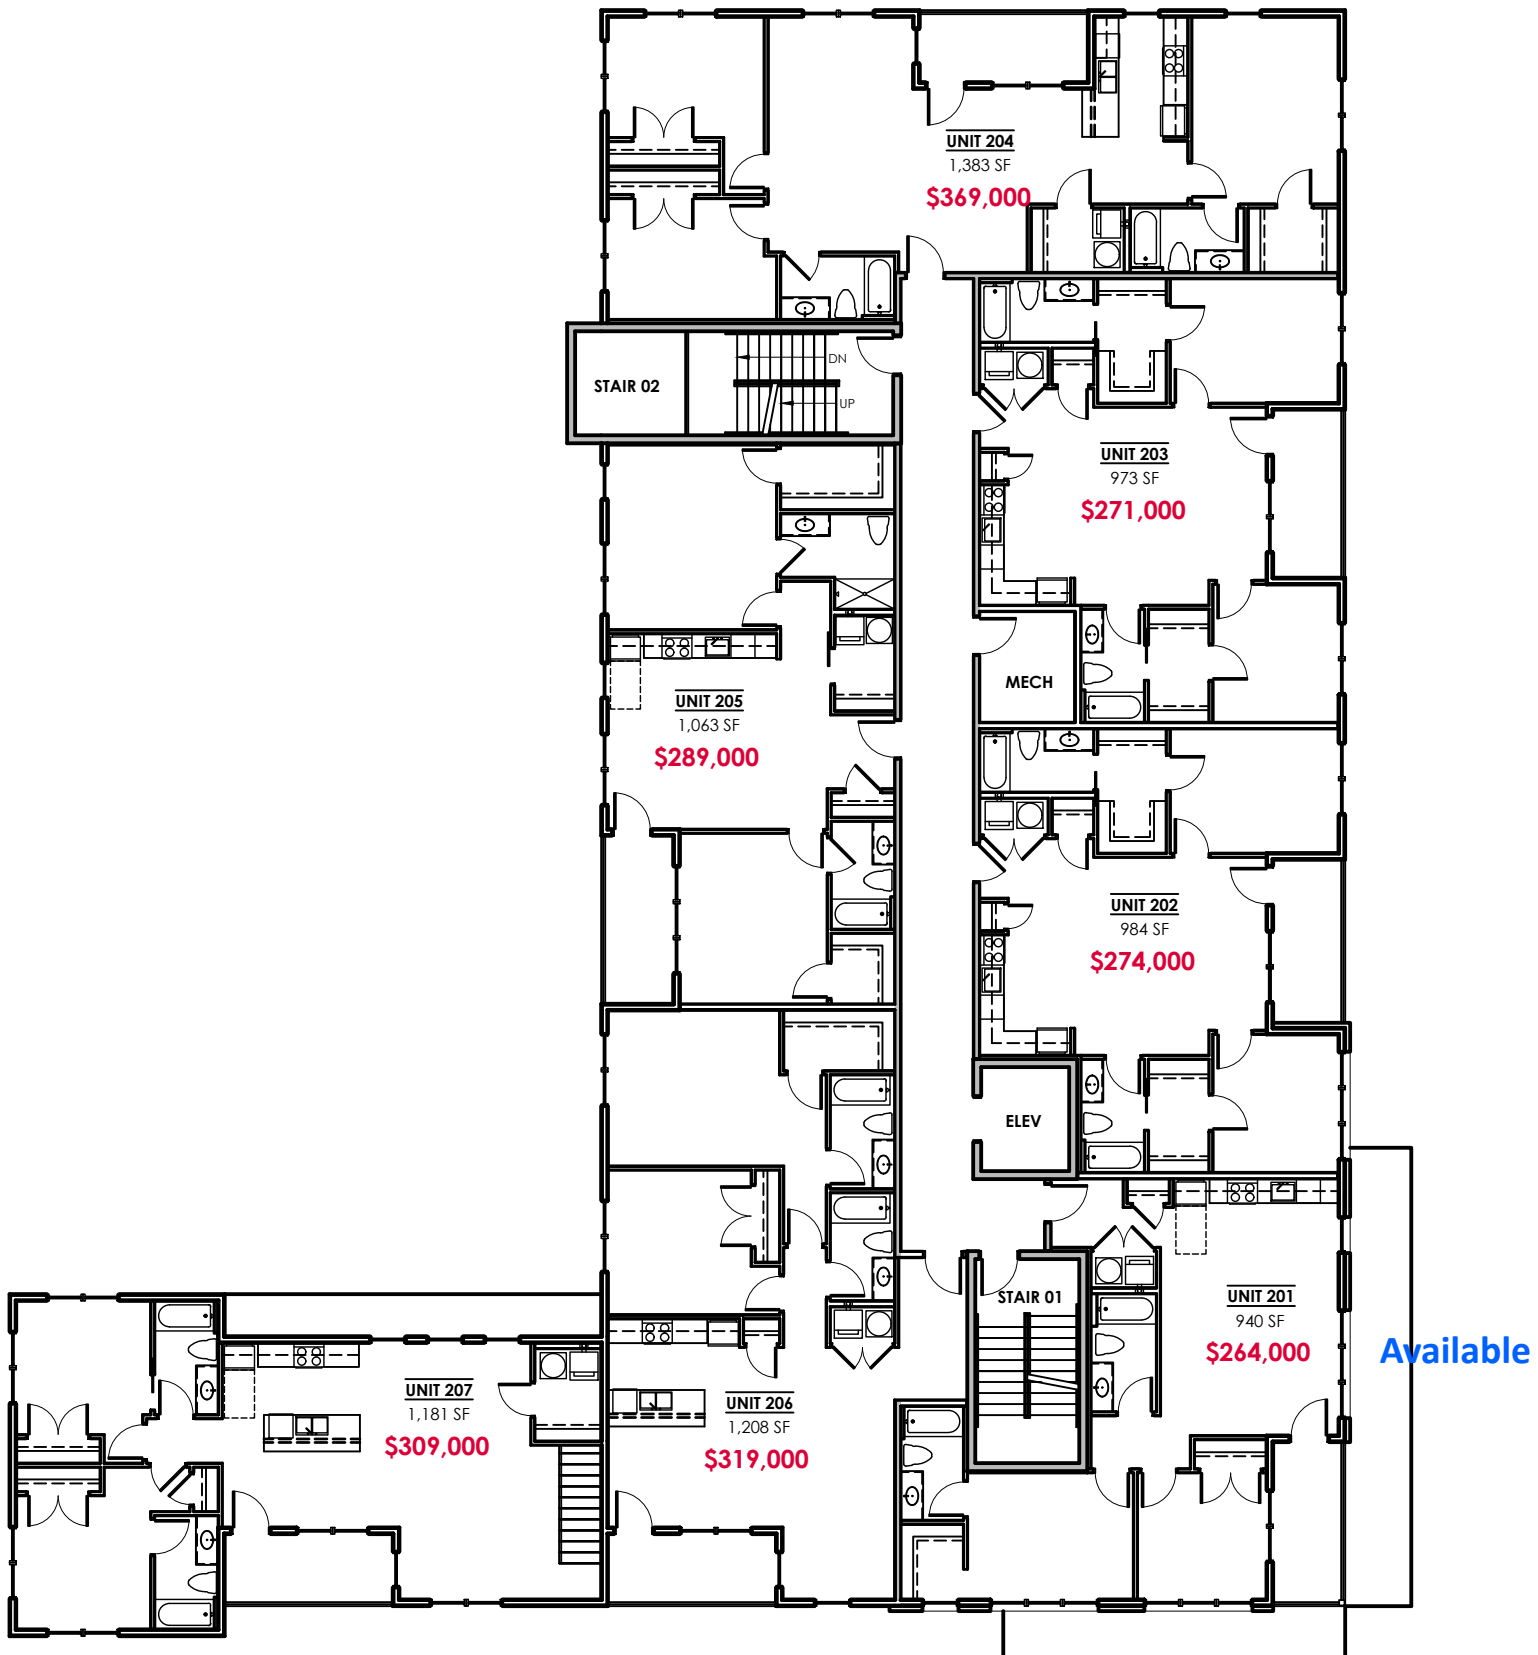 UNIT 204
1,383 SF
$369,000
DN
UP
STAIR 02
UNIT 203
973 SF
$271,000
MECH
UNIT 205
1,063 SF
$289,000
UNIT 202
984 SF
$274,000
ELEV
STAIR 01
UNIT 201
940 SF
$264,000
Available
UNIT 207
1,181 SF
$309,000
UNIT 206
1,208 SF
$319,000